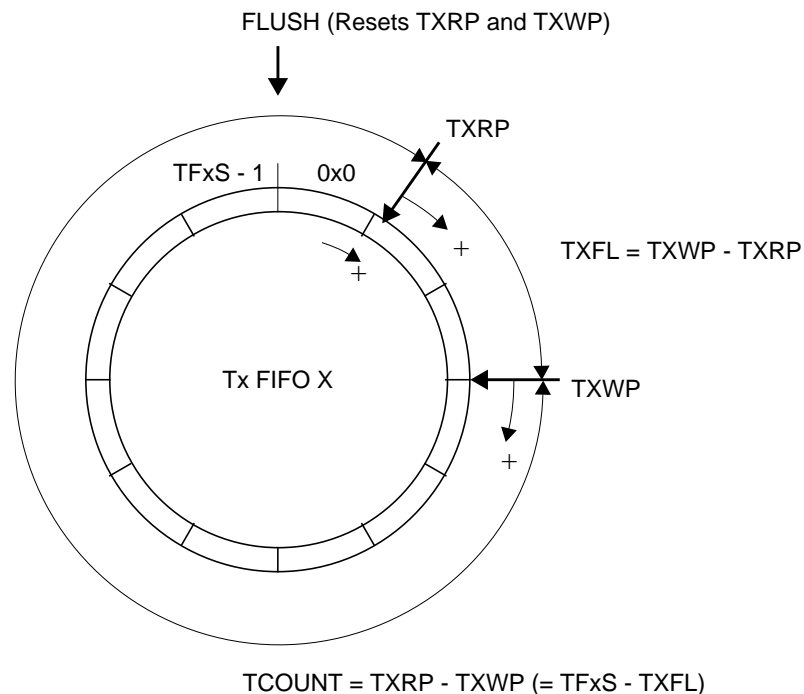 FLUSH (Resets TXRP and TXWP)
TXRP
TFxS - 1
0x0
+
+
TXFL = TXWP - TXRP
Tx FIFO X
TXWP
+
TCOUNT = TXRP - TXWP (= TFxS - TXFL)